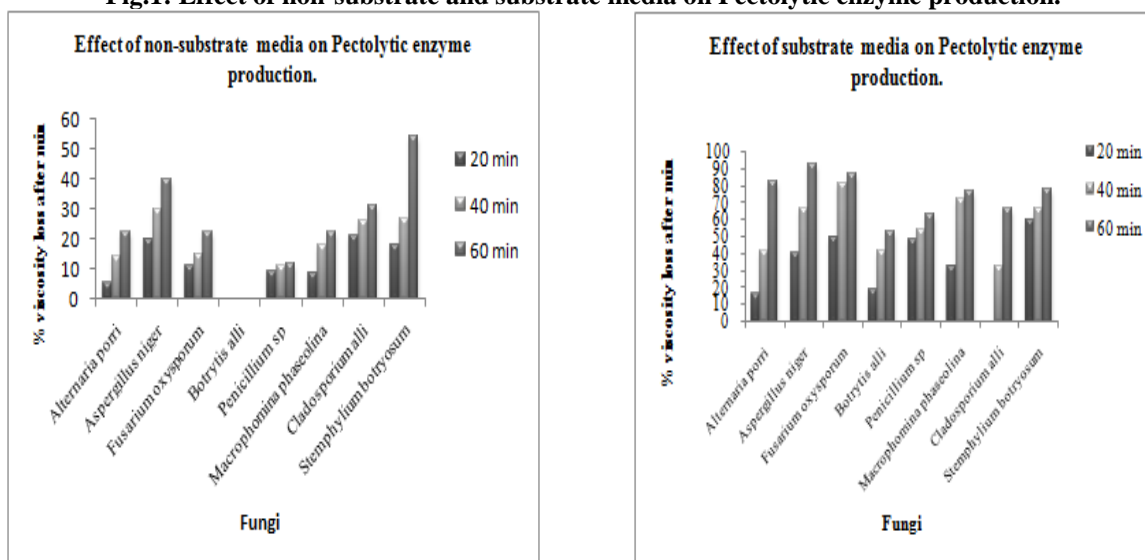 Fig.1: Effect of non-substrate and substrate media on Pectolytic enzyme production.
Effect of non-substrate media on Pectolytic enzyme
production.
% viscosity loss after min
60
50
40
30
20
10
0
20 min
40 min
60 min
Alternaria porri
Aspergillus niger
Fusarium oxysporum
Botrytis alli
Penicillium sp
Macrophomina phaseolina
Cladosporium alli
Stemphylium botryosum
Fungi
Effect of substrate media on Pectolytic enzyme
production.
% viscosity loss after min
100
90
80
70
60
50
40
30
20
10
0
20 min
40 min
60 min
Alternaria porri
Aspergillus niger
Fusarium oxysporum
Botrytis alli
Penicillium sp
Macrophomina phaseolina
Cladosporium alli
Stemphylium botryosum
Fungi